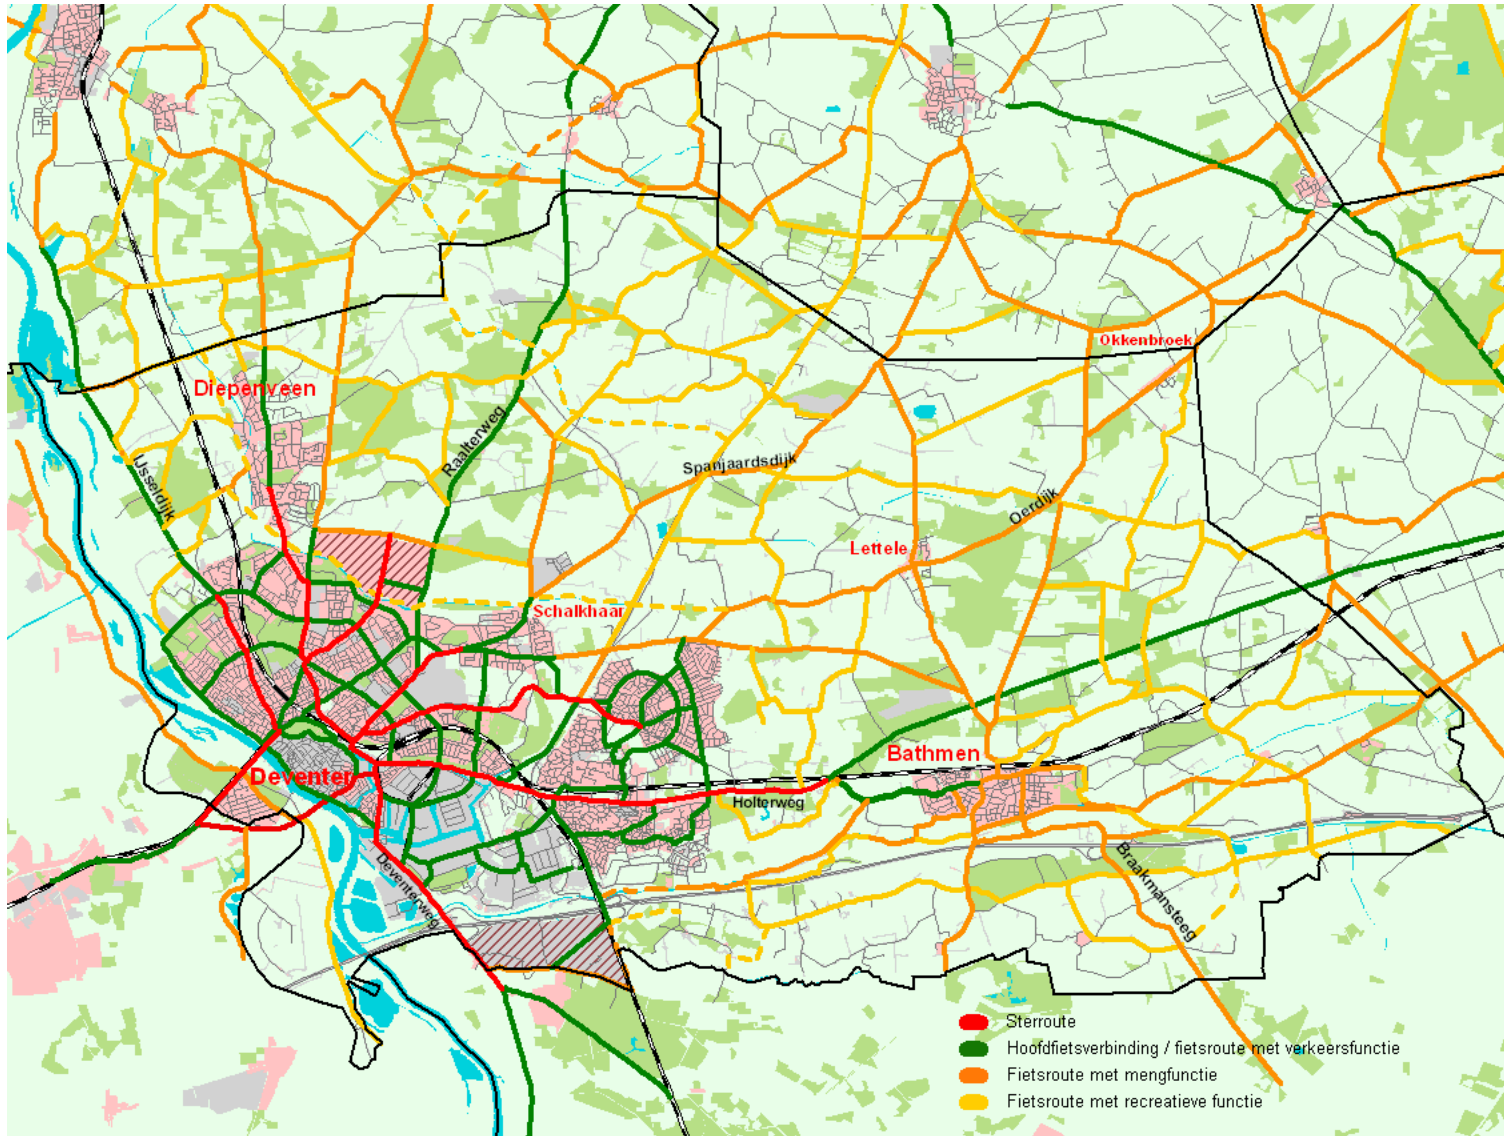 Okkenbroek
Diepenveen
Raalterweg
Spanjaardsdijk
IJsseldijk
Oerdijk
Lettele
Schalkhaar
Bathmen
Deventer
Holterweg
Deventerweg
Braakmansteeg
Sterroute
Hoofdfietsverbinding / fietsroute met verkeersfunctie
Fietsroute met mengfunctie
Fietsroute met recreatieve functie